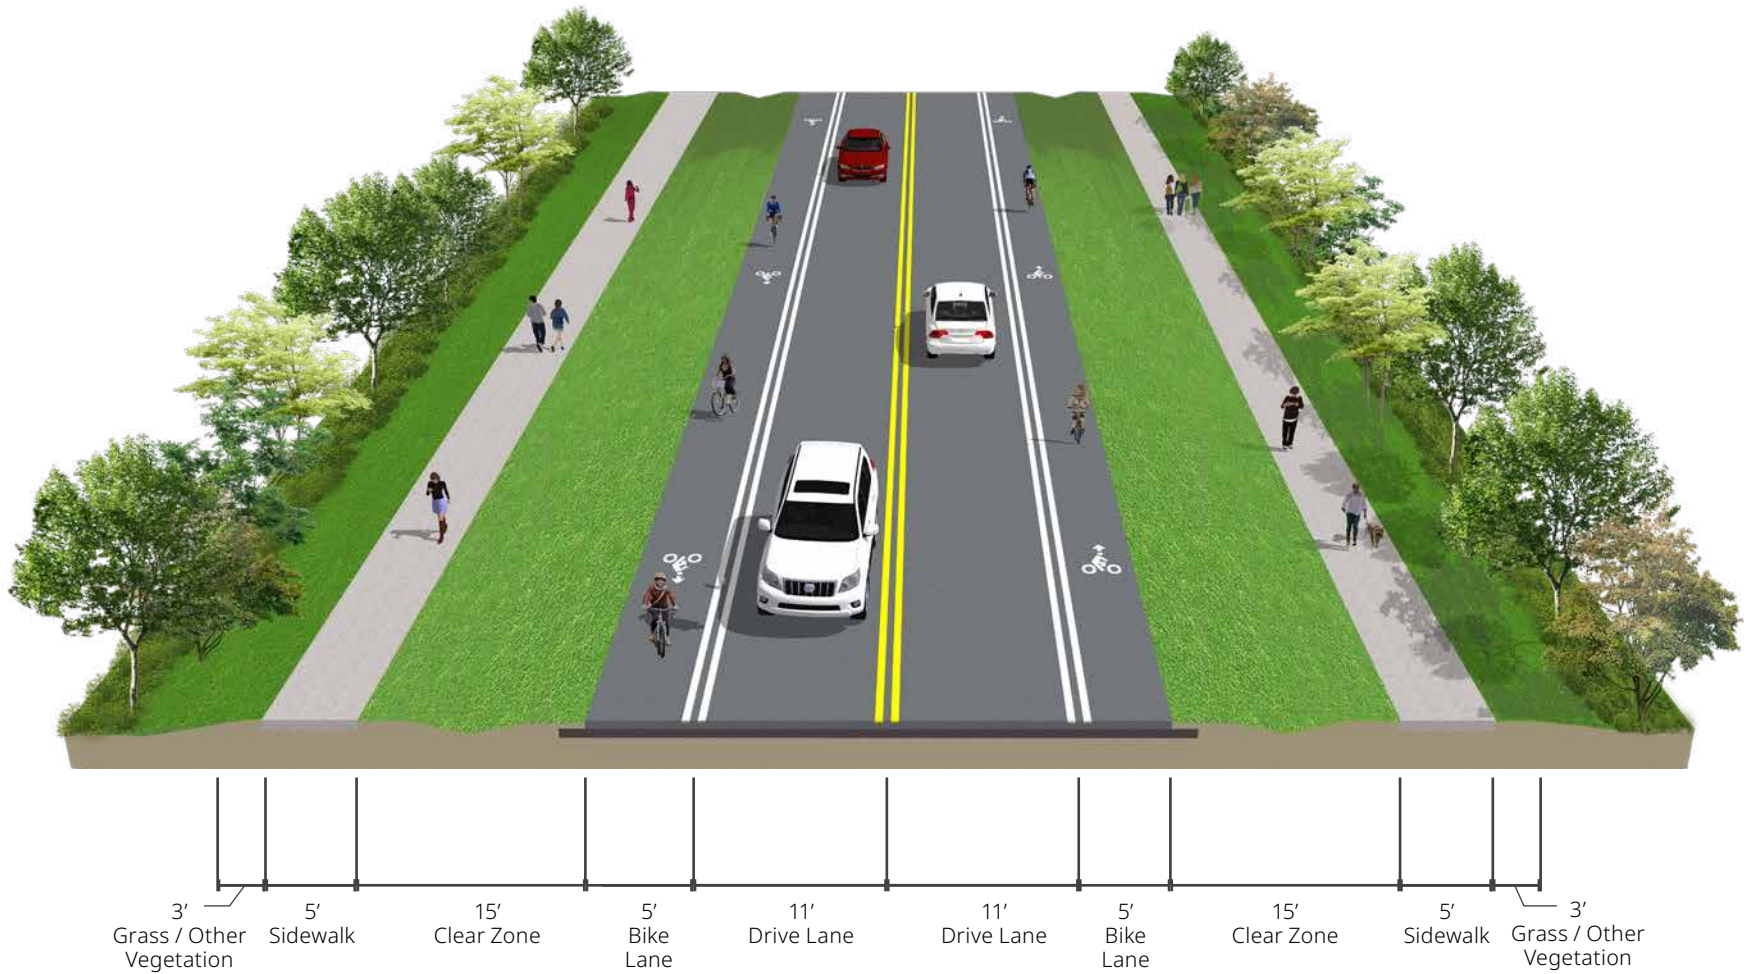 3’
Grass / Other
Vegetation
5’
Sidewalk
15’
Clear Zone
5’
Bike
Lane
11’
Drive Lane
11’
Drive Lane
5’
Bike
Lane
15’
Clear Zone
5’
Sidewalk
3’
Grass / Other
Vegetation